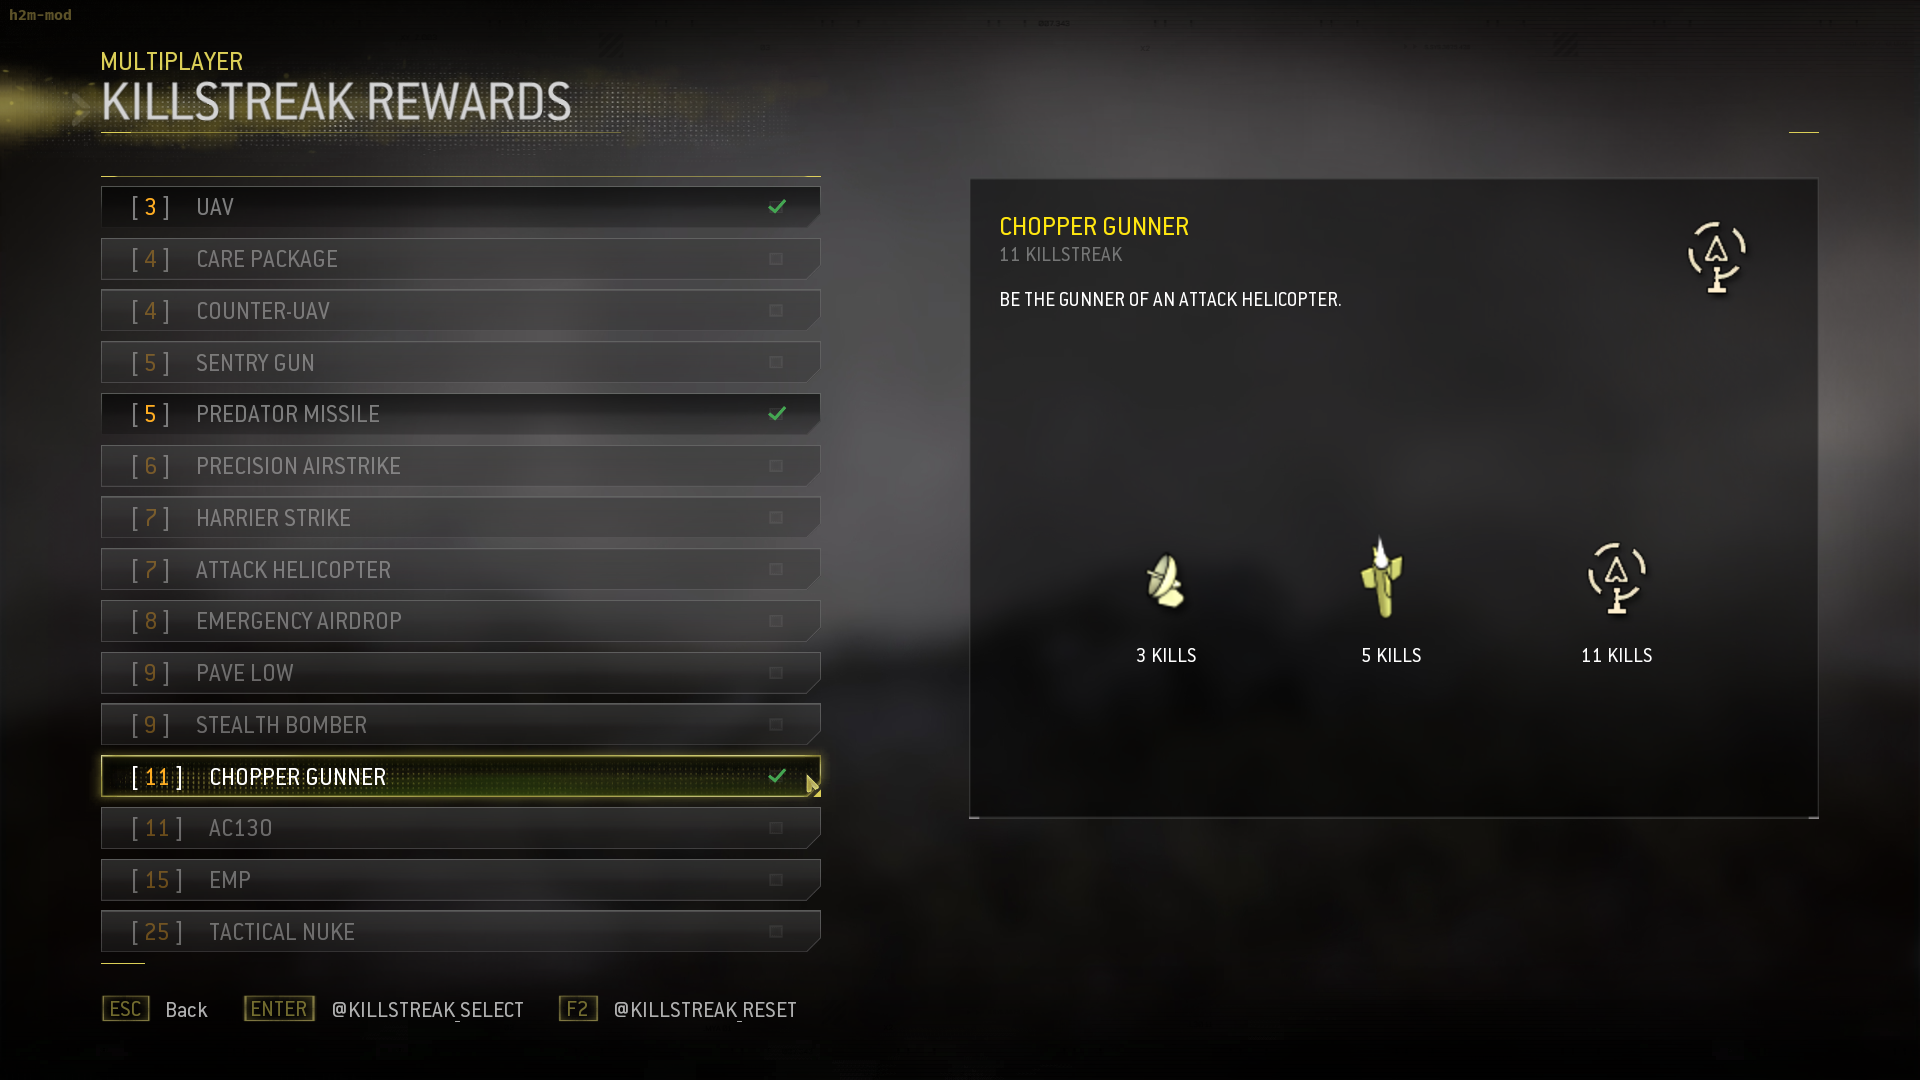 h2m-mod
MULTIPLAYER
KILLSTREAK REWARDS
[ 3 ] UAV
[ 4 ] CARE PACKAGE
[ 4 ] COUNTER-UAV
[ 5 ] SENTRY GUN
[ 5 ] PREDATOR MISSILE
[ 6 ] PRECISION AIRSTRIKE
[ 7 ] HARRIER STRIKE
[ 7 ] ATTACK HELICOPTER
[ 8 ] EMERGENCY AIRDROP
[ 9 ] PAVE LOW
[ 9 ] STEALTH BOMBER
[ 11 ] CHOPPER GUNNER
[ 11 ] AC130
[ 15 ] EMP
[ 25 ] TACTICAL NUKE
CHOPPER GUNNER
11 KILLSTREAK
BE THE GUNNER OF AN ATTACK HELICOPTER.
3 KILLS 5 KILLS 11 KILLS
ESC Back ENTER @KILLSTREAK_SELECT F2 @KILLSTREAK_RESET